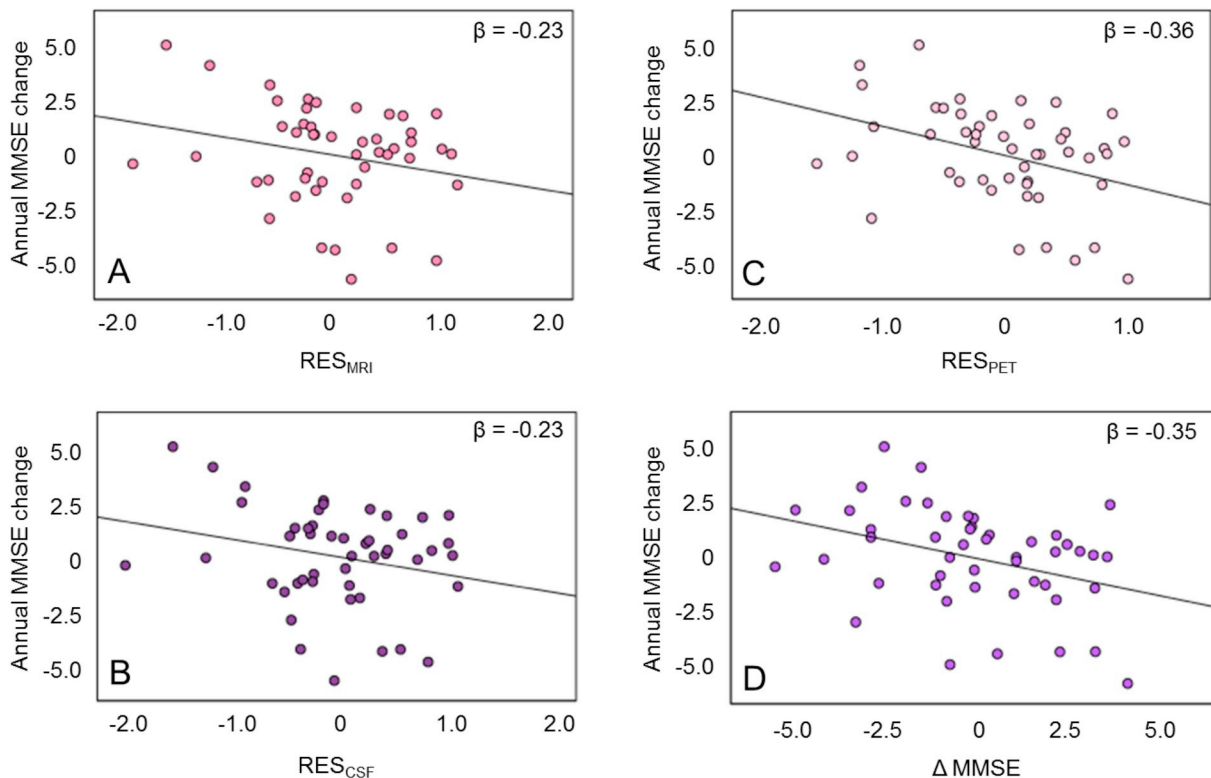 β = -0.23
Annual MMSE change
5.0
2.5
0
-2.5
-5.0
A
-2.0 -1.0 0 1.0 2.0
RES_MRI
β = -0.36
Annual MMSE change
5.0
2.5
0
-2.5
-5.0
C
-2.0 -1.0 0 1.0
RES_PET
β = -0.23
Annual MMSE change
5.0
2.5
0
-2.5
-5.0
B
-2.0 -1.0 0 1.0 2.0
RES_CSF
β = -0.35
Annual MMSE change
5.0
2.5
0
-2.5
-5.0
D
-5.0 -2.5 0 2.5 5.0
Δ MMSE